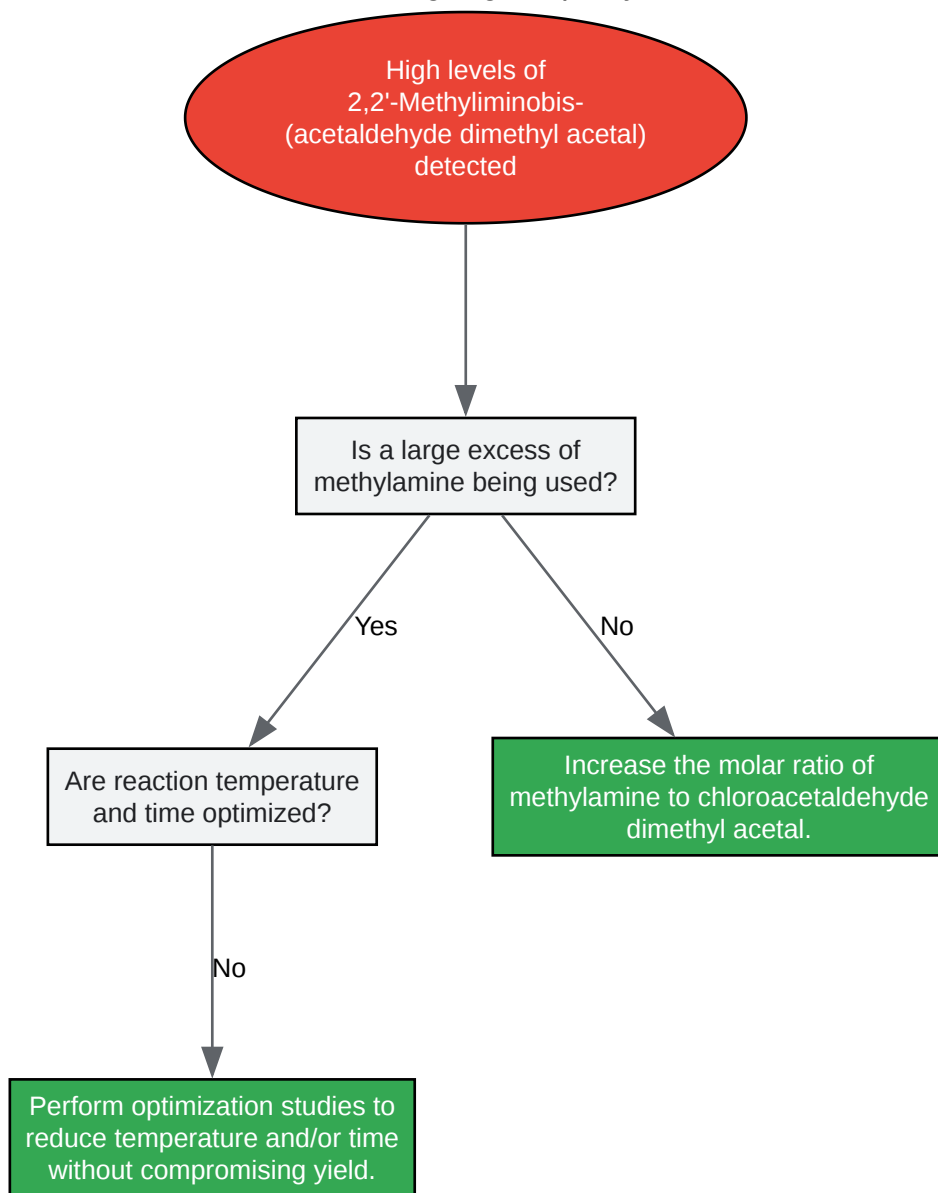 High levels of
2,2'-Methyliminobis-
(acetaldehyde dimethyl acetal)
detected
Is a large excess of
methylamine being used?
Yes
No
Are reaction temperature
and time optimized?
Increase the molar ratio of
methylamine to chloroacetaldehyde
dimethyl acetal.
No
Perform optimization studies to
reduce temperature and/or time
without compromising yield.